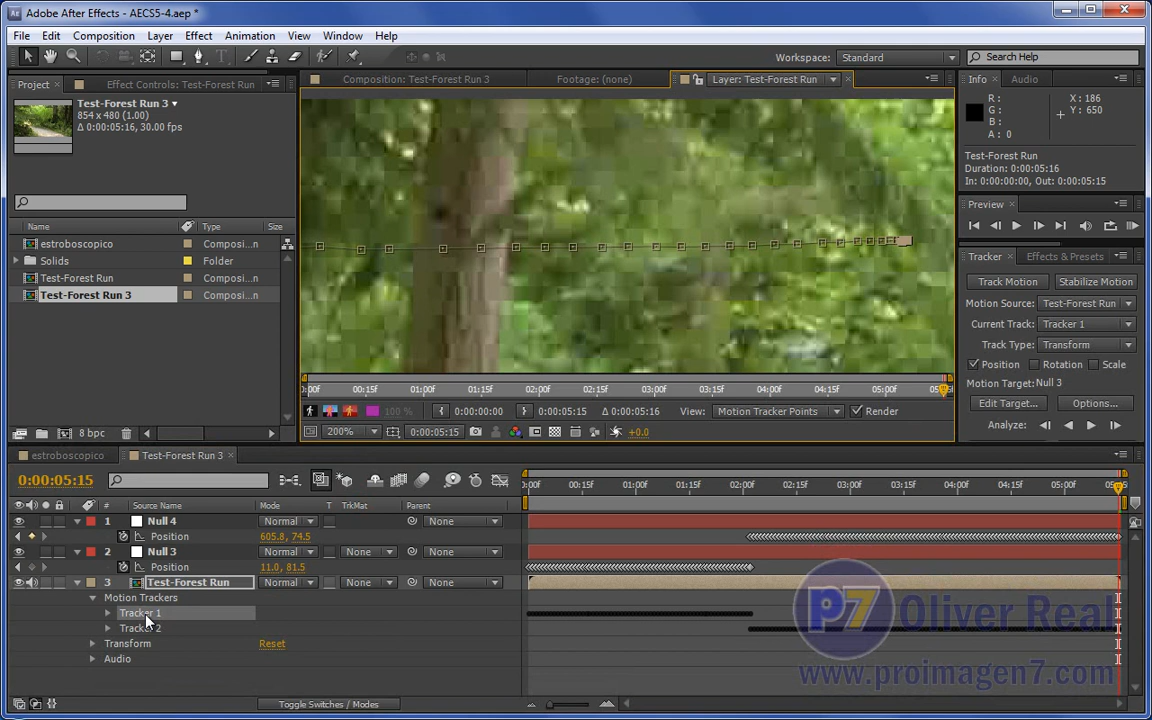 Adobe After Effects - AECS5-4.aep *
File Edit Composition Layer Effect Animation View Window Help
Workspace: Standard Search Help
Project Effect Controls: Test-Forest Run
Composition: Test-Forest Run 3 Footage: (none) Layer: Test-Forest Run
Info Audio
Test-Forest Run 3
854 x 480 (1.00)
Δ 0:00:05:16, 30.00 fps
R:
G:
B:
A: 0
X: 186
Y: 650
Test-Forest Run
Duration: 0:00:05:16
In: 0:00:00:00, Out: 0:00:05:15
Preview
Name Type Size
estroboscopico Composi...n
Solids Folder
Test-Forest Run Composi...n
Test-Forest Run 3 Composi...n
Tracker Effects & Presets
Track Motion Stabilize Motion
Motion Source: Test-Forest Run
Current Track: Tracker 1
Track Type: Transform
Position Rotation Scale
Motion Target: Null 3
Edit Target... Options...
Analyze:
:00f 00:15f 01:00f 01:15f 02:00f 02:15f 03:00f 03:15f 04:00f 04:15f 05:00f
100 % 0:00:00:00 0:00:05:15 Δ 0:00:05:16 View: Motion Tracker Points Render
200% 0:00:05:15 +0.0
8 bpc
estroboscopico Test-Forest Run 3
0:00:05:15
:00f 00:15f 01:00f 01:15f 02:00f 02:15f 03:00f 03:15f 04:00f 04:15f 05:00f
# Source Name Mode T TrkMat Parent
1 Null 4 Normal None
Position 605.8, 74.5
2 Null 3 Normal None None
Position 11.0, 81.5
3 Test-Forest Run Normal None None
Motion Trackers
Tracker 1
Tracker 2
Transform Reset
Audio
Toggle Switches / Modes
P7 Oliver Real
www.proimagen7.com